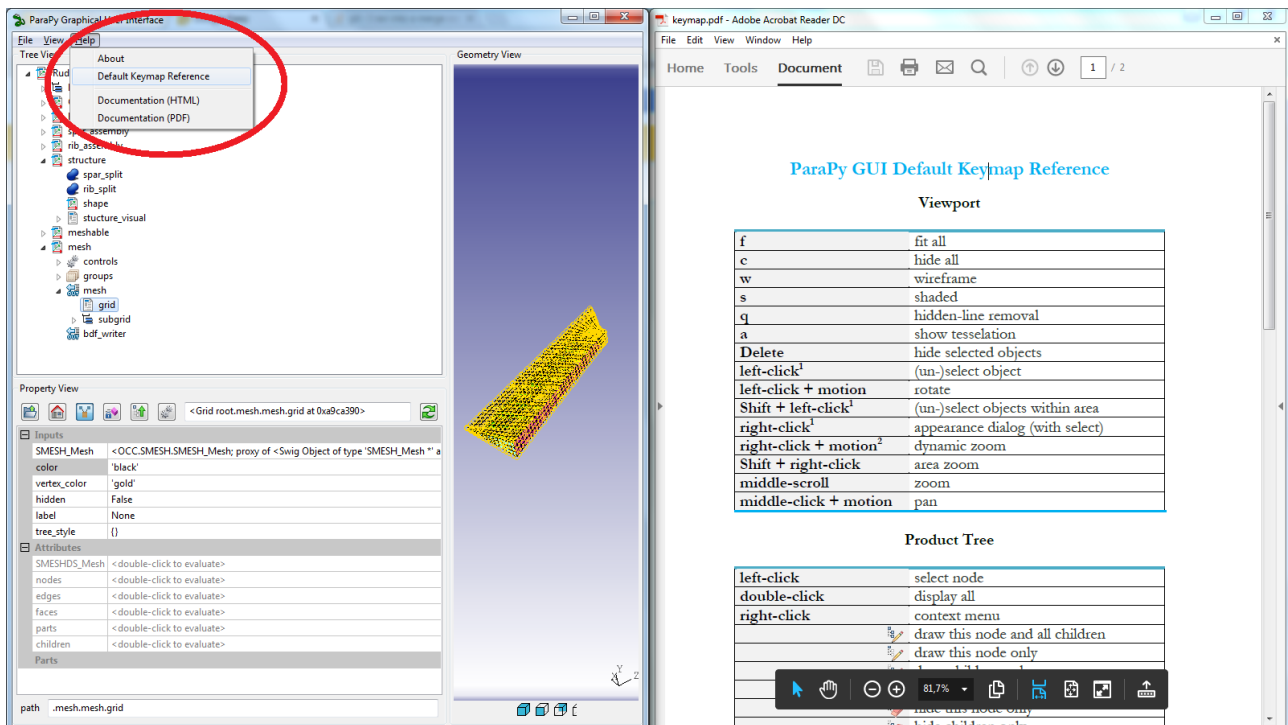 ParaPy Graphical User Interface
File View Help
Tree View
About
Default Keymap Reference
Documentation (HTML)
Documentation (PDF)
spar_assembly
rib_assembly
structure
spar_split
rib_split
shape
stucture_visual
meshable
mesh
controls
groups
mesh
grid
subgrid
bdf_writer
Geometry View
Y
Z
Property View
<Grid root.mesh.mesh.grid at 0xa9ca390>
Inputs
SMESH_Mesh <OCC.SMESH.SMESH_Mesh; proxy of <Swig Object of type 'SMESH_Mesh *' a
color 'black'
vertex_color 'gold'
hidden False
label None
tree_style {}
Attributes
SMESHDS_Mesh <double-click to evaluate>
nodes <double-click to evaluate>
edges <double-click to evaluate>
faces <double-click to evaluate>
parts <double-click to evaluate>
children <double-click to evaluate>
Parts
path .mesh.mesh.grid
keymap.pdf - Adobe Acrobat Reader DC
File Edit View Window Help
Home Tools Document 1 / 2
ParaPy GUI Default Keymap Reference
Viewport
f fit all
c hide all
w wireframe
s shaded
q hidden-line removal
a show tesselation
Delete hide selected objects
left-click1 (un-)select object
left-click + motion rotate
Shift + left-click1 (un-)select objects within area
right-click1 appearance dialog (with select)
right-click + motion2 dynamic zoom
Shift + right-click area zoom
middle-scroll zoom
middle-click + motion pan
Product Tree
left-click select node
double-click display all
right-click context menu
draw this node and all children
draw this node only
81,7%
hide this node only
hide children only